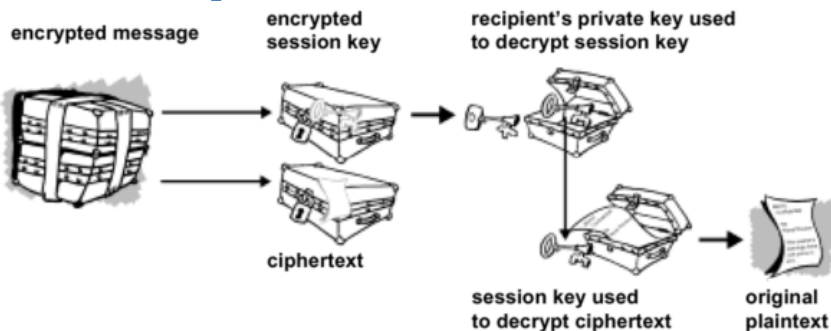 encrypted message
encrypted
session key
recipient's private key used
to decrypt session key
ciphertext
session key used
to decrypt ciphertext
original
plaintext